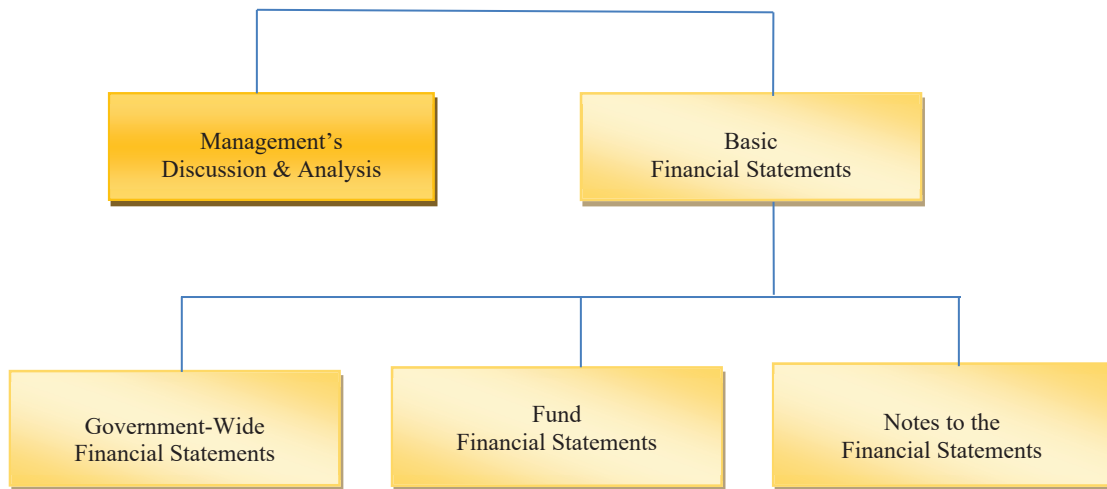 Management’s
Discussion & Analysis
Basic
Financial Statements
Government-Wide
Financial Statements
Fund
Financial Statements
Notes to the
Financial Statements